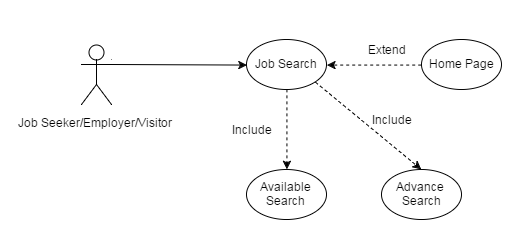 Extend
Job Search
Home Page
Job Seeker/Employer/Visitor
Include
Include
Available
Search
Advance
Search